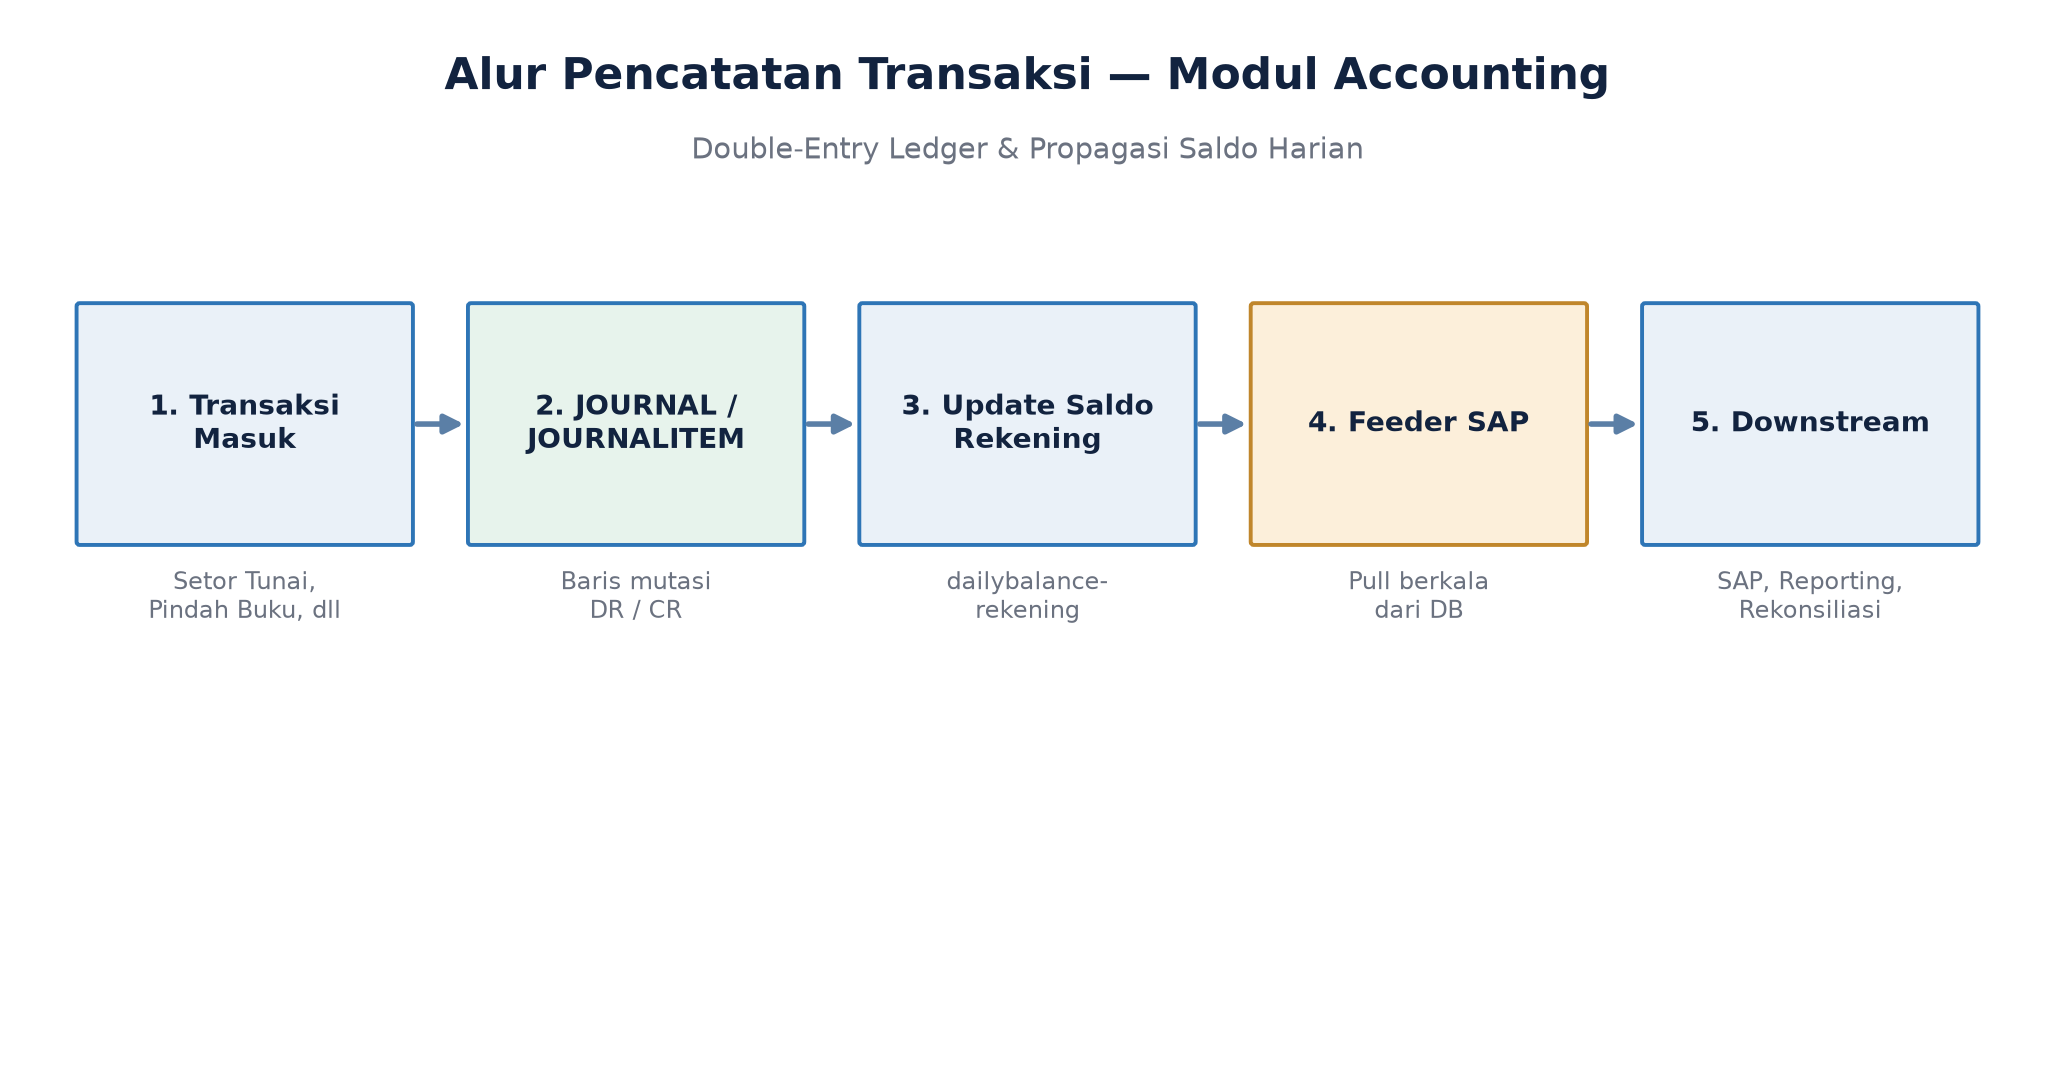 Alur Pencatatan Transaksi — Modul Accounting
Double-Entry Ledger & Propagasi Saldo Harian
1. Transaksi
Masuk
Setor Tunai,
Pindah Buku, dll
2. JOURNAL /
JOURNALITEM
Baris mutasi
DR / CR
3. Update Saldo
Rekening
dailybalance-
rekening
4. Feeder SAP
Pull berkala
dari DB
5. Downstream
SAP, Reporting,
Rekonsiliasi